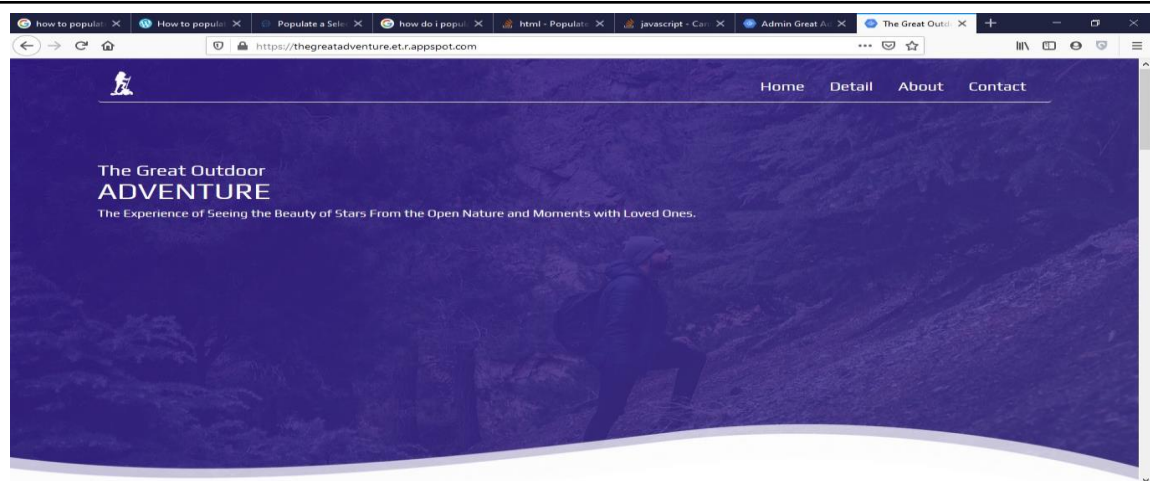 how to populat
How to popular
Populate a Sele
how do i popul
html - Populate
javascript - Can
Admin Great Ad
The Great Outd
https://thegreatadventure.et.r.appspot.com
Home Detail About Contact
The Great Outdoor
ADVENTURE
The Experience of Seeing the Beauty of Stars From the Open Nature and Moments with Loved Ones.